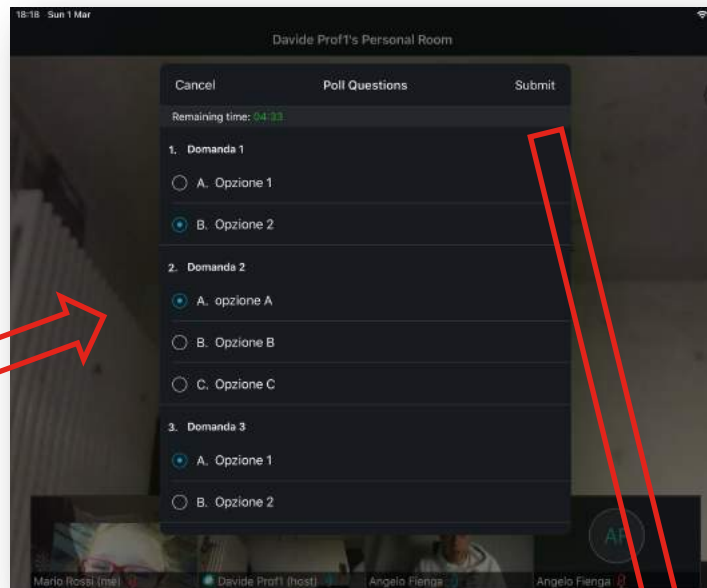 18:18 Sun 1 Mar
Davide Prof1's Personal Room
Cancel Poll Questions Submit
Remaining time: 04:33
1. Domanda 1
A. Opzione 1
B. Opzione 2
2. Domanda 2
A. opzione A
B. Opzione B
C. Opzione C
3. Domanda 3
A. Opzione 1
B. Opzione 2
AF
Mario Rossi (me) Davide Prof1 (host) Angelo Fienga Angelo Fienga